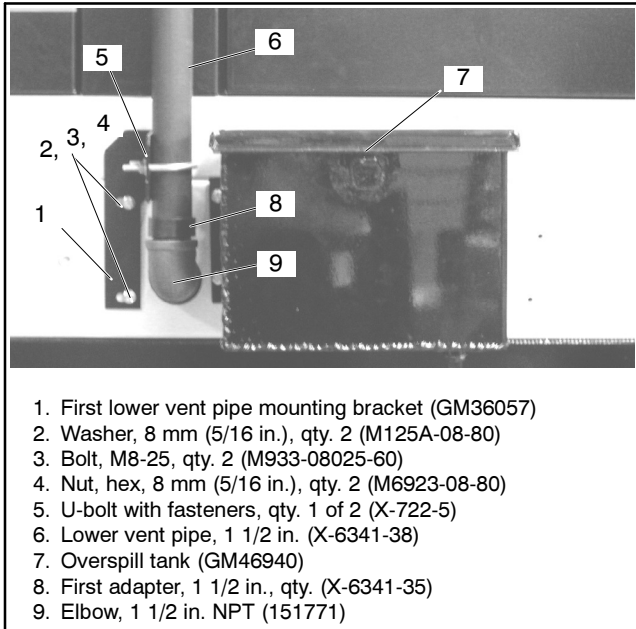 6
5
7
2, 3, 4
8
1
9
1. First lower vent pipe mounting bracket (GM36057)
2. Washer, 8 mm (5/16 in.), qty. 2 (M125A-08-80)
3. Bolt, M8-25, qty. 2 (M933-08025-60)
4. Nut, hex, 8 mm (5/16 in.), qty. 2 (M6923-08-80)
5. U-bolt with fasteners, qty. 1 of 2 (X-722-5)
6. Lower vent pipe, 1 1/2 in. (X-6341-38)
7. Overspill tank (GM46940)
8. First adapter, 1 1/2 in., qty. (X-6341-35)
9. Elbow, 1 1/2 in. NPT (151771)